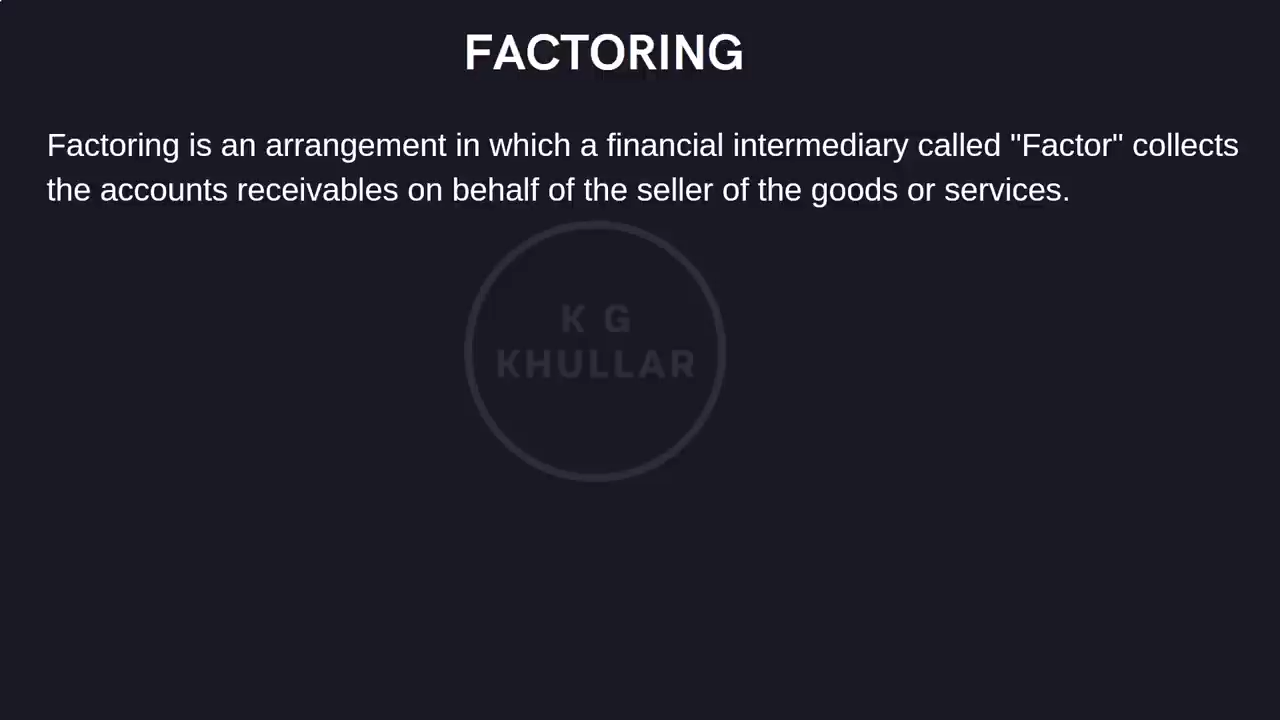 FACTORING
Factoring is an arrangement in which a financial intermediary called "Factor" collects
the accounts receivables on behalf of the seller of the goods or services.
K G
KHULLAR